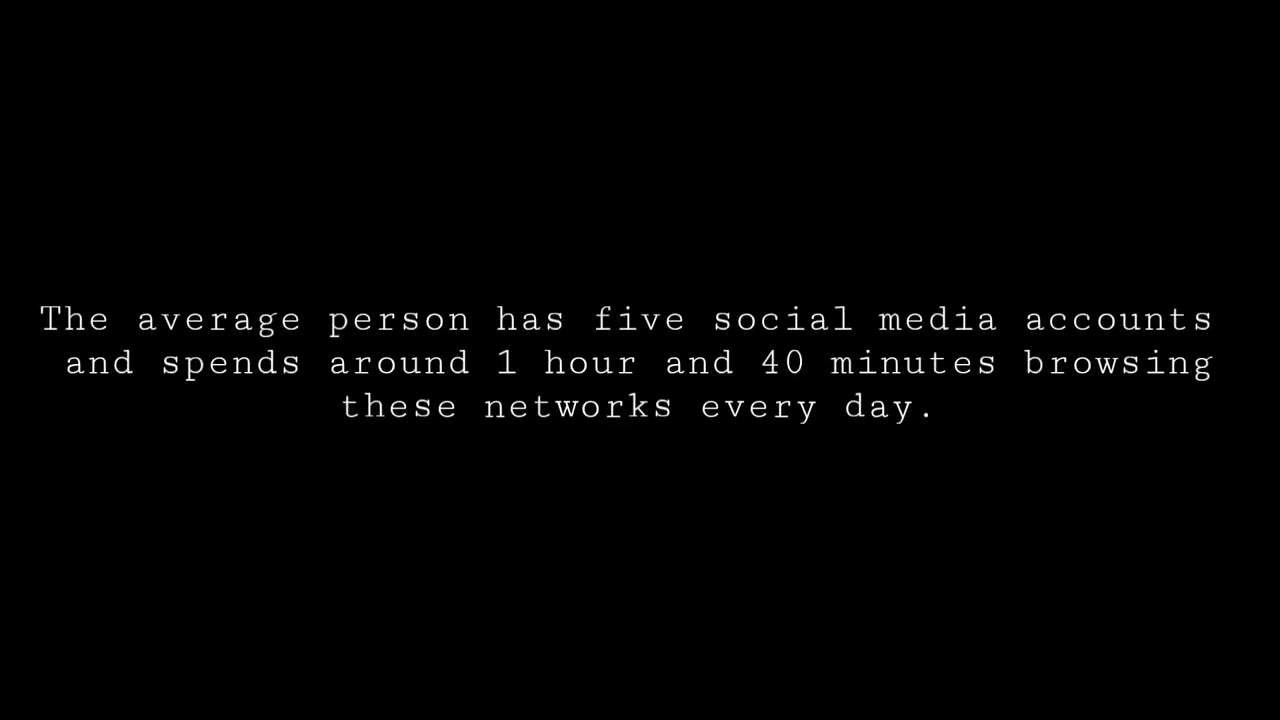 The average person has five social media accounts
and spends around 1 hour and 40 minutes browsing
these networks every day.